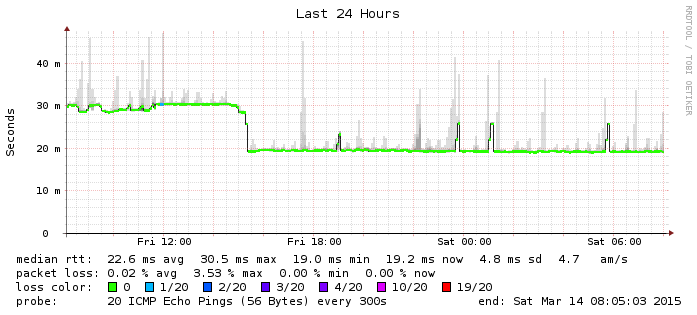 Last 24 Hours
RRDTOOL / TOBI OETIKER
Seconds
40 m
30 m
20 m
10 m
0
Fri 12:00 Fri 18:00 Sat 00:00 Sat 06:00
median rtt: 22.6 ms avg 30.5 ms max 19.0 ms min 19.2 ms now 4.8 ms sd 4.7 am/s
packet loss: 0.02 % avg 3.53 % max 0.00 % min 0.00 % now
loss color: 0 1/20 2/20 3/20 4/20 10/20 19/20
probe: 20 ICMP Echo Pings (56 Bytes) every 300s end: Sat Mar 14 08:05:03 2015